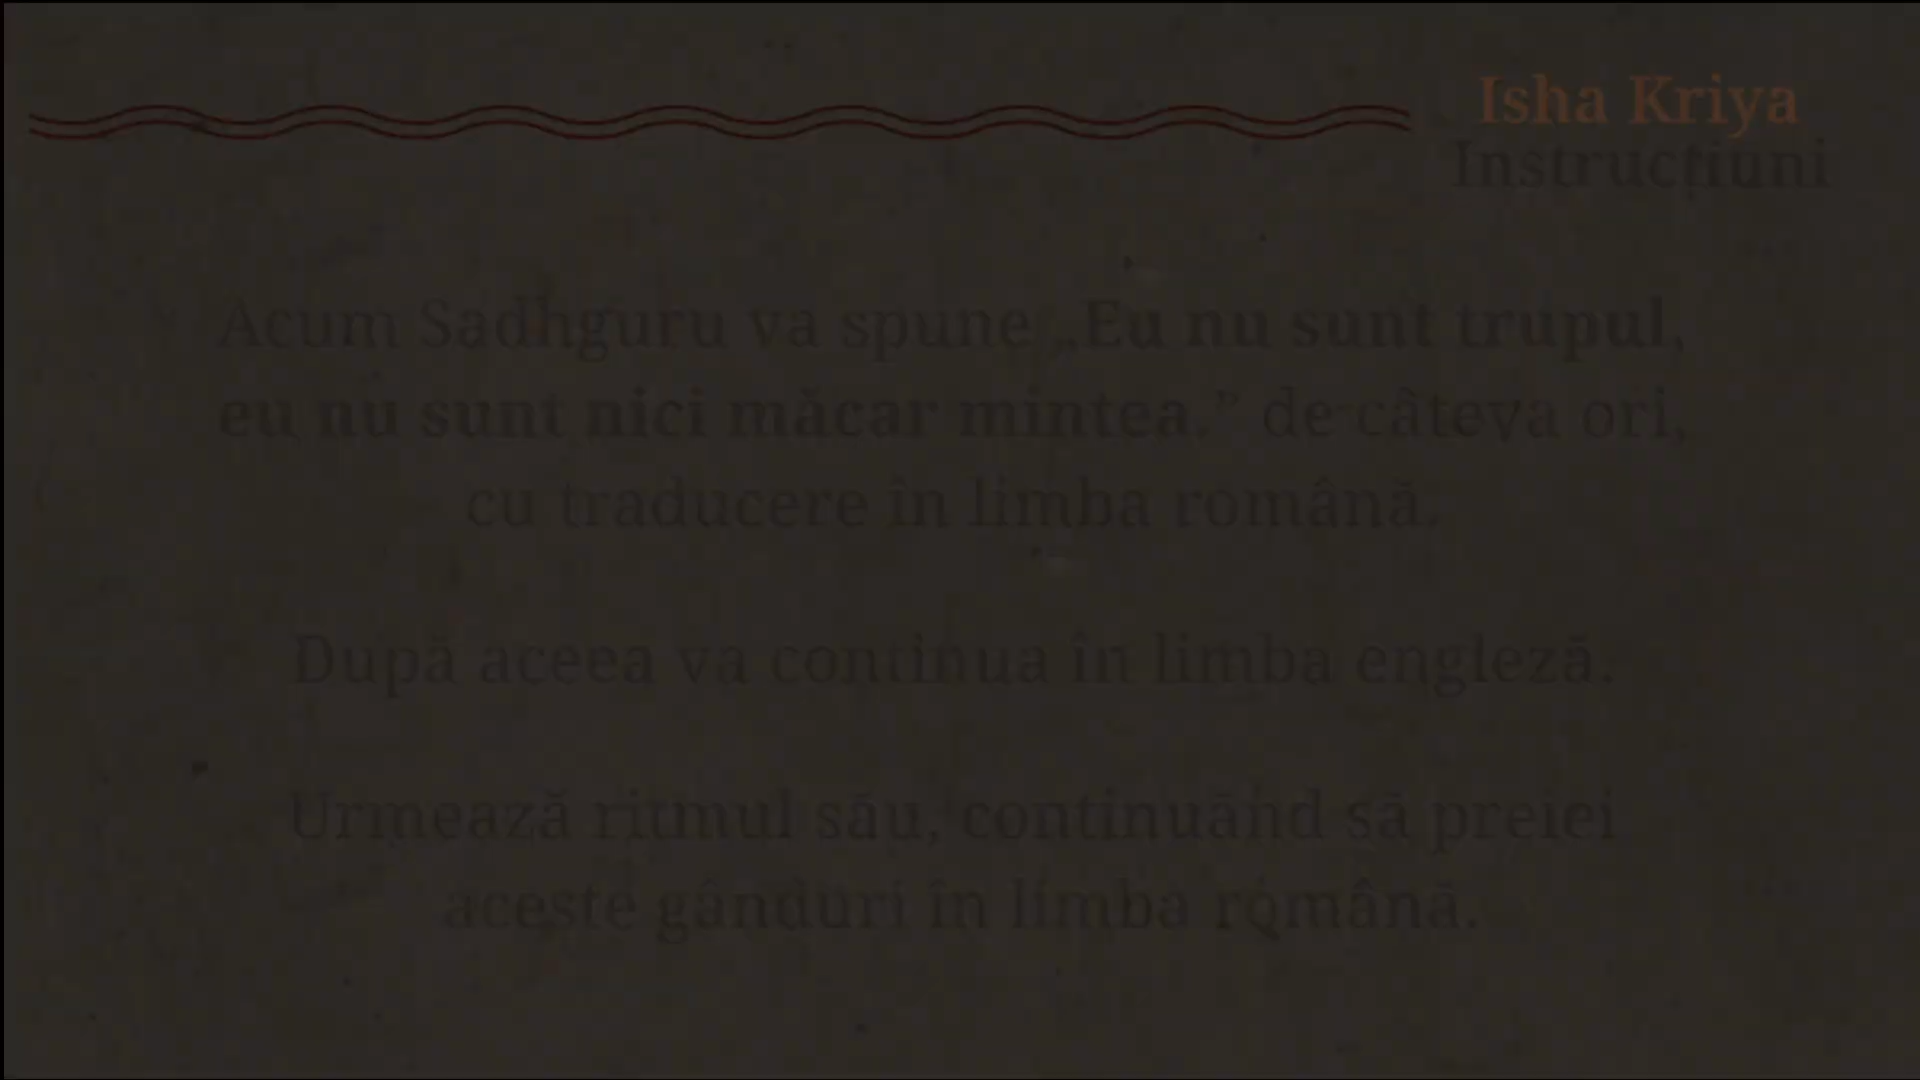 Isha Kriya
Instrucțiuni
Acum Sadhguru va spune „Eu nu sunt trupul,
eu nu sunt nici măcar mintea.” de câteva ori,
cu traducere în limba română.
După aceea va continua în limba engleză.
Urmează ritmul său, continuând să preiei
aceste gânduri în limba română.